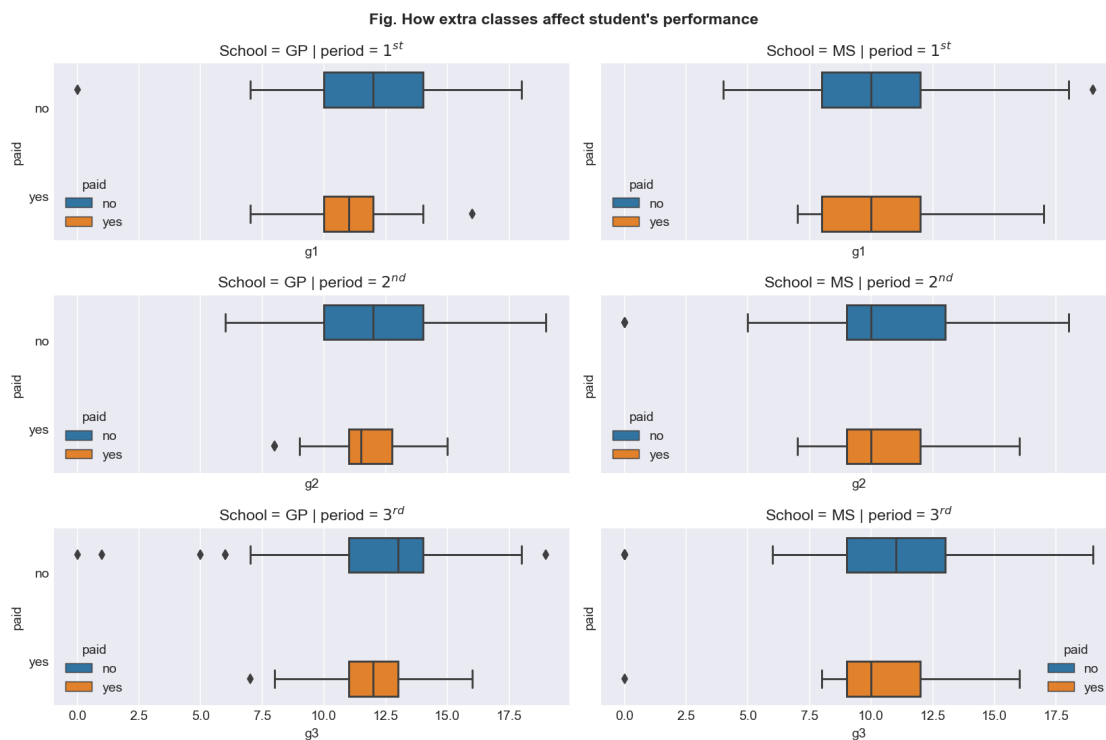 Fig. How extra classes affect student's performance
School = GP | period = 1st
School = MS | period = 1st
no
paid
yes
paid
no
yes
g1
paid
paid
no
yes
g1
School = GP | period = 2nd
School = MS | period = 2nd
no
paid
yes
paid
no
yes
g2
paid
paid
no
yes
g2
School = GP | period = 3rd
School = MS | period = 3rd
no
paid
yes
paid
no
yes
0.0 2.5 5.0 7.5 10.0 12.5 15.0 17.5
g3
paid
paid
no
yes
0.0 2.5 5.0 7.5 10.0 12.5 15.0 17.5
g3